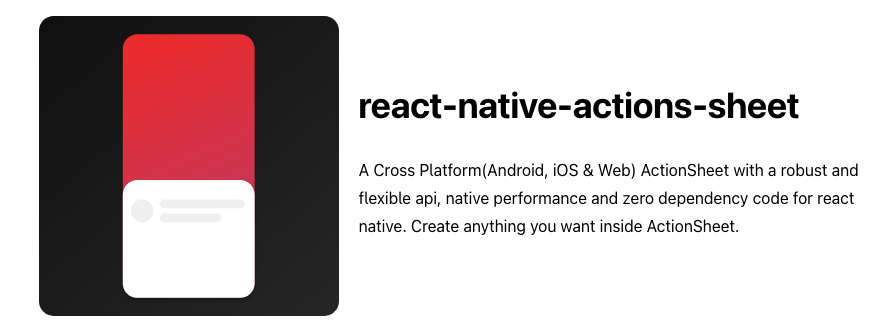 react-native-actions-sheet
A Cross Platform(Android, iOS & Web) ActionSheet with a robust and
flexible api, native performance and zero dependency code for react
native. Create anything you want inside ActionSheet.